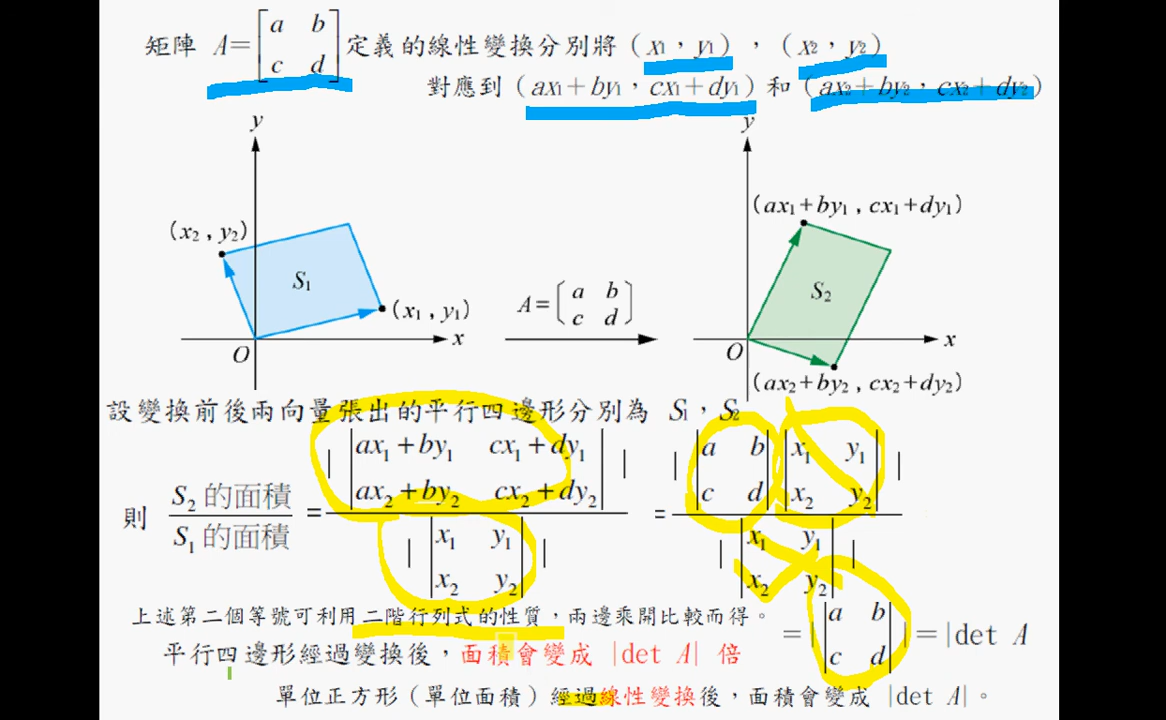 矩陣 A=[a b
c d]定義的線性變換分別將(x₁，y₁)，(x₂，y₂)
對應到(ax₁+by₁，cx₁+dy₁)和(ax₂+by₂，cx₂+dy₂)
y
(x₂,y₂)
S₁
(x₁,y₁)
O
x
A=[a b
c d]
y
(ax₁+by₁,cx₁+dy₁)
S₂
O
x
(ax₂+by₂,cx₂+dy₂)
設變換前後兩向量張出的平行四邊形分別為 S₁，S₂
則 S₂的面積
S₁的面積
=
| |ax₁+by₁ cx₁+dy₁
ax₂+by₂ cx₂+dy₂| |
| |x₁ y₁
x₂ y₂| |
=
| |a b
c d| |x₁ y₁
x₂ y₂| |
| |x₁ y₁
x₂ y₂| |
上述第二個等號可利用二階行列式的性質，兩邊乘開比較而得。
=| |a b
c d| |=|det A
平行四邊形經過變換後，面積會變成 |det A| 倍
單位正方形(單位面積)經過線性變換後，面積會變成 |det A|。